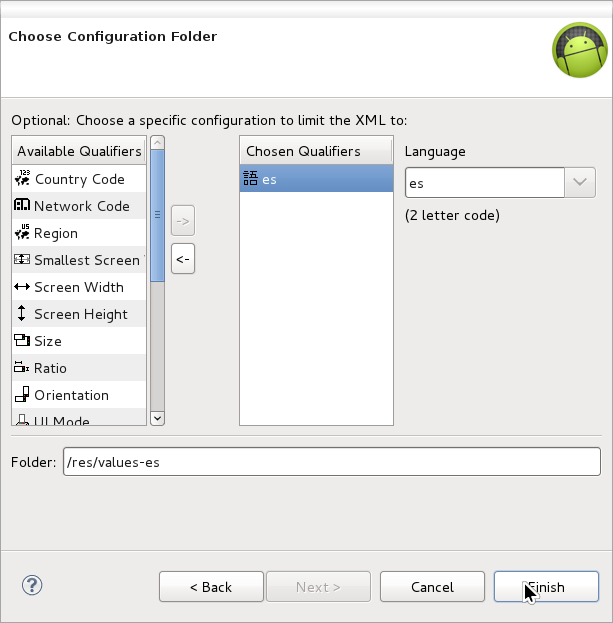 Choose Configuration Folder
Optional: Choose a specific configuration to limit the XML to:
Available Qualifiers
Country Code
Network Code
Region
Smallest Screen
Screen Width
Screen Height
Size
Ratio
Orientation
UI Mode
->
<-
Chosen Qualifiers
語 es
Language
es
(2 letter code)
Folder: /res/values-es
?
< Back
Next >
Cancel
Finish